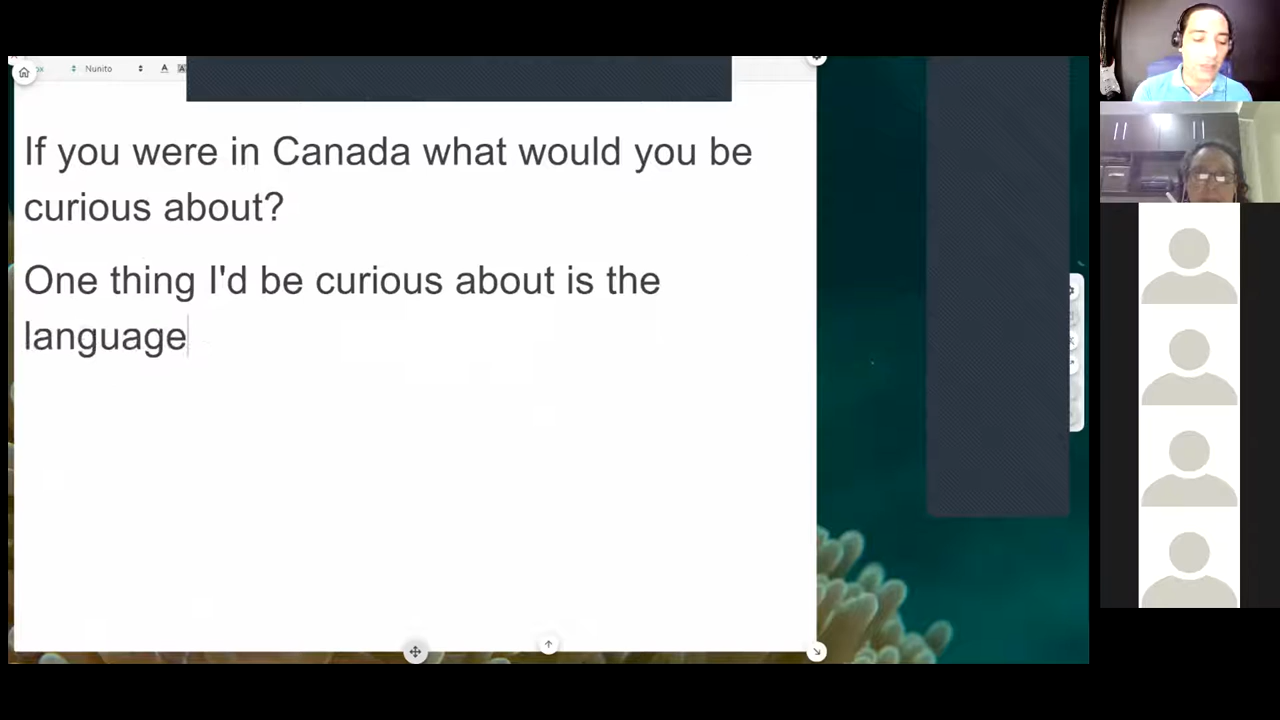 Nunito
If you were in Canada what would you be
curious about?
One thing I'd be curious about is the
language